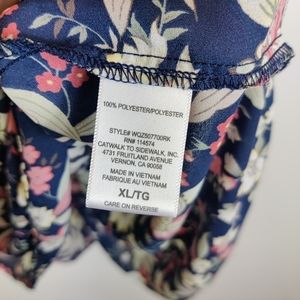 100% POLYESTER/POLYESTER
STYLE# WQZ507700RK
RN# 114574
CATWALK TO SIDEWALK, INC.
4731 FRUITLAND AVENUE
VERNON, CA 90058
MADE IN VIETNAM
FABRIQUE AU VIETNAM
XL/TG
CARE ON REVERSE